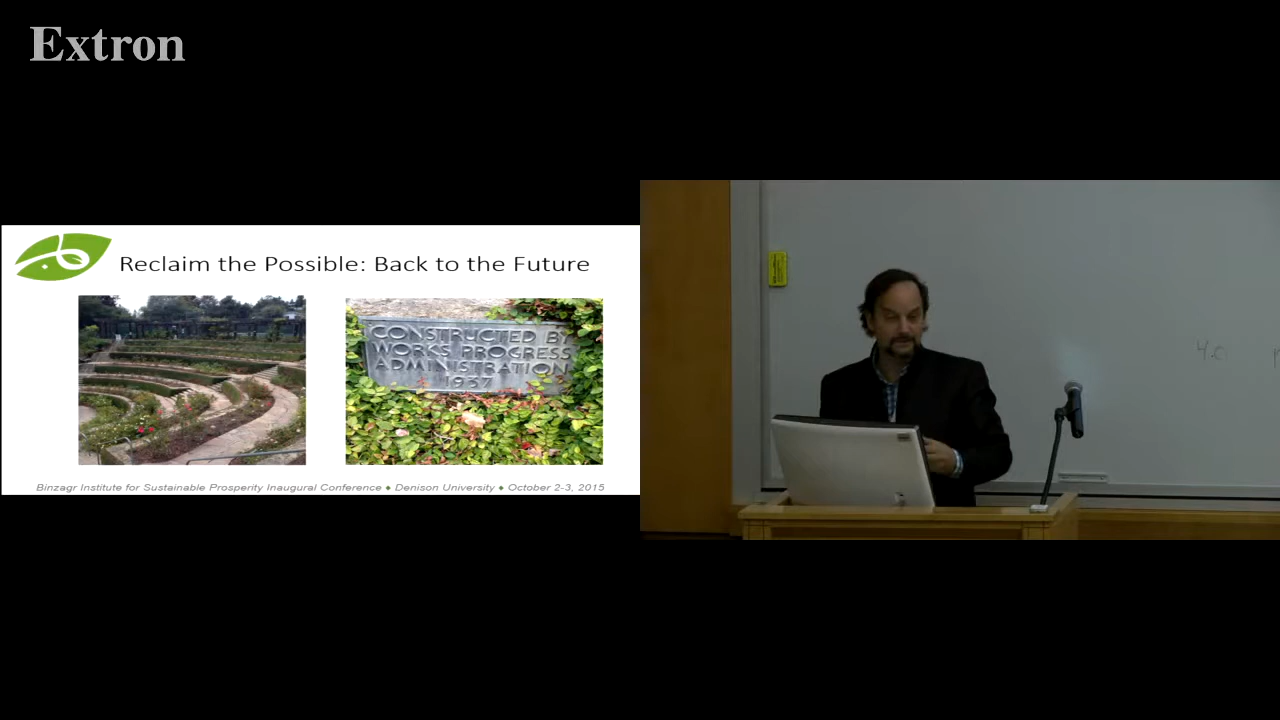 Extron
Reclaim the Possible: Back to the Future
CONSTRUCTED BY
WORKS PROGRESS
ADMINISTRATION
1937
Binzagr Institute for Sustainable Prosperity Inaugural Conference ♦ Denison University ♦ October 2-3, 2015
40